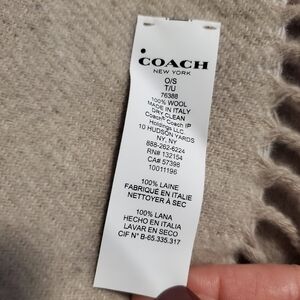 COACH
NEW YORK
O/S
T/U
76388
100% WOOL
MADE IN ITALY
DRY CLEAN
Coach® Coach IP
Holdings LLC.
10 HUDSON YARDS
NY, NY
888-262-6224
RN# 132154
CA# 57398
10011196
100% LAINE
FABRIQUÉ EN ITALIE
NETTOYER À SEC
100% LANA
HECHO EN ITALIA
LAVAR EN SECO
CIF N° B-65.335.317